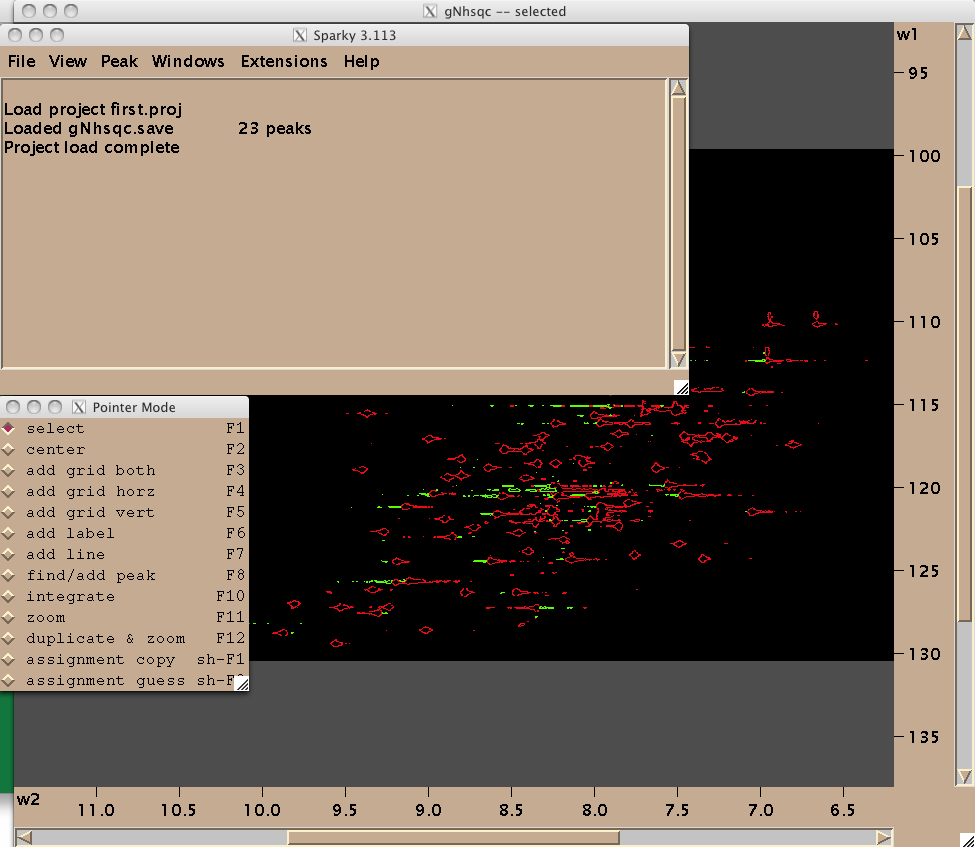 gNhsqc -- selected
Sparky 3.113
File View Peak Windows Extensions Help
Load project first.proj
Loaded gNhsqc.save 23 peaks
Project load complete
Pointer Mode
select F1
center F2
add grid both F3
add grid horz F4
add grid vert F5
add label F6
add line F7
find/add peak F8
integrate F10
zoom F11
duplicate & zoom F12
assignment copy sh-F1
assignment guess
w1
95
100
105
110
115
120
125
130
135
w2
11.0 10.5 10.0 9.5 9.0 8.5 8.0 7.5 7.0 6.5